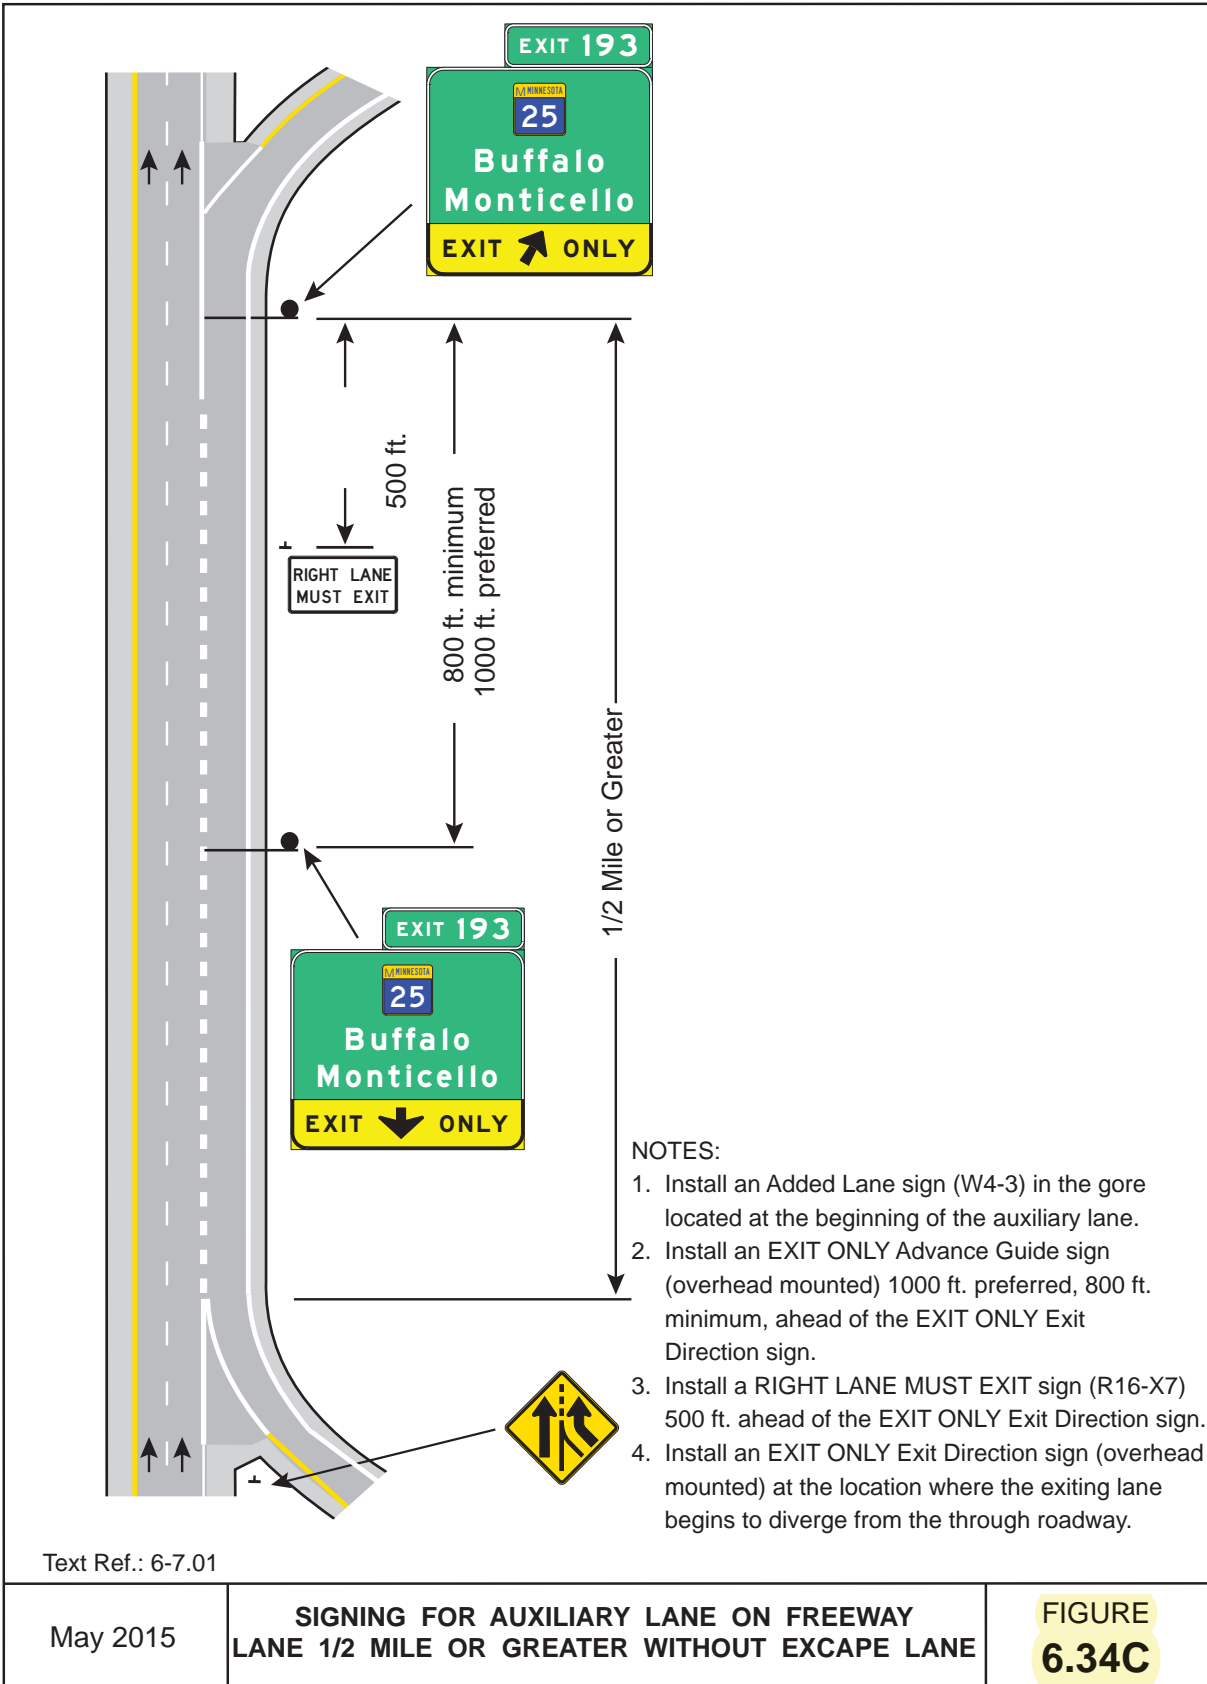 EXIT 193
MINNESOTA
25
Buffalo
Monticello
EXIT ONLY
500 ft.
RIGHT LANE
MUST EXIT
800 ft. minimum
1000 ft. preferred
1/2 Mile or Greater
EXIT 193
MINNESOTA
25
Buffalo
Monticello
EXIT ONLY
NOTES:
1. Install an Added Lane sign (W4-3) in the gore
located at the beginning of the auxiliary lane.
2. Install an EXIT ONLY Advance Guide sign
(overhead mounted) 1000 ft. preferred, 800 ft.
minimum, ahead of the EXIT ONLY Exit
Direction sign.
3. Install a RIGHT LANE MUST EXIT sign (R16-X7)
500 ft. ahead of the EXIT ONLY Exit Direction sign.
4. Install an EXIT ONLY Exit Direction sign (overhead
mounted) at the location where the exiting lane
begins to diverge from the through roadway.
Text Ref.: 6-7.01
May 2015
SIGNING FOR AUXILIARY LANE ON FREEWAY
LANE 1/2 MILE OR GREATER WITHOUT EXCAPE LANE
FIGURE
6.34C